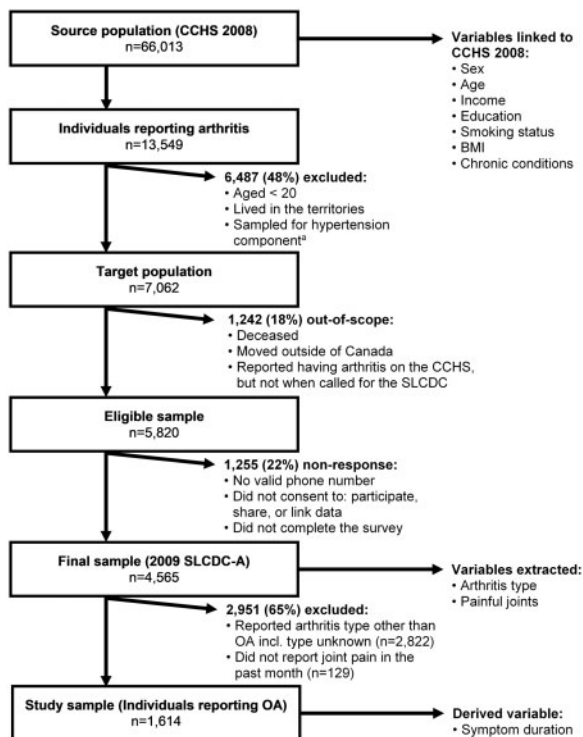 Source population (CCHS 2008)
n=66,013
Variables linked to
CCHS 2008:
• Sex
• Age
• Income
• Education
• Smoking status
• BMI
• Chronic conditions
Individuals reporting arthritis
n=13,549
6,487 (48%) excluded:
• Aged < 20
• Lived in the territories
• Sampled for hypertension
componentᵃ
Target population
n=7,062
1,242 (18%) out-of-scope:
• Deceased
• Moved outside of Canada
• Reported having arthritis on the CCHS,
but not when called for the SLCDC
Eligible sample
n=5,820
1,255 (22%) non-response:
• No valid phone number
• Did not consent to: participate,
share, or link data
• Did not complete the survey
Final sample (2009 SLCDC-A)
n=4,565
Variables extracted:
• Arthritis type
• Painful joints
2,951 (65%) excluded:
• Reported arthritis type other than
OA incl. type unknown (n=2,822)
• Did not report joint pain in the
past month (n=129)
Study sample (Individuals reporting OA)
n=1,614
Derived variable:
• Symptom duration